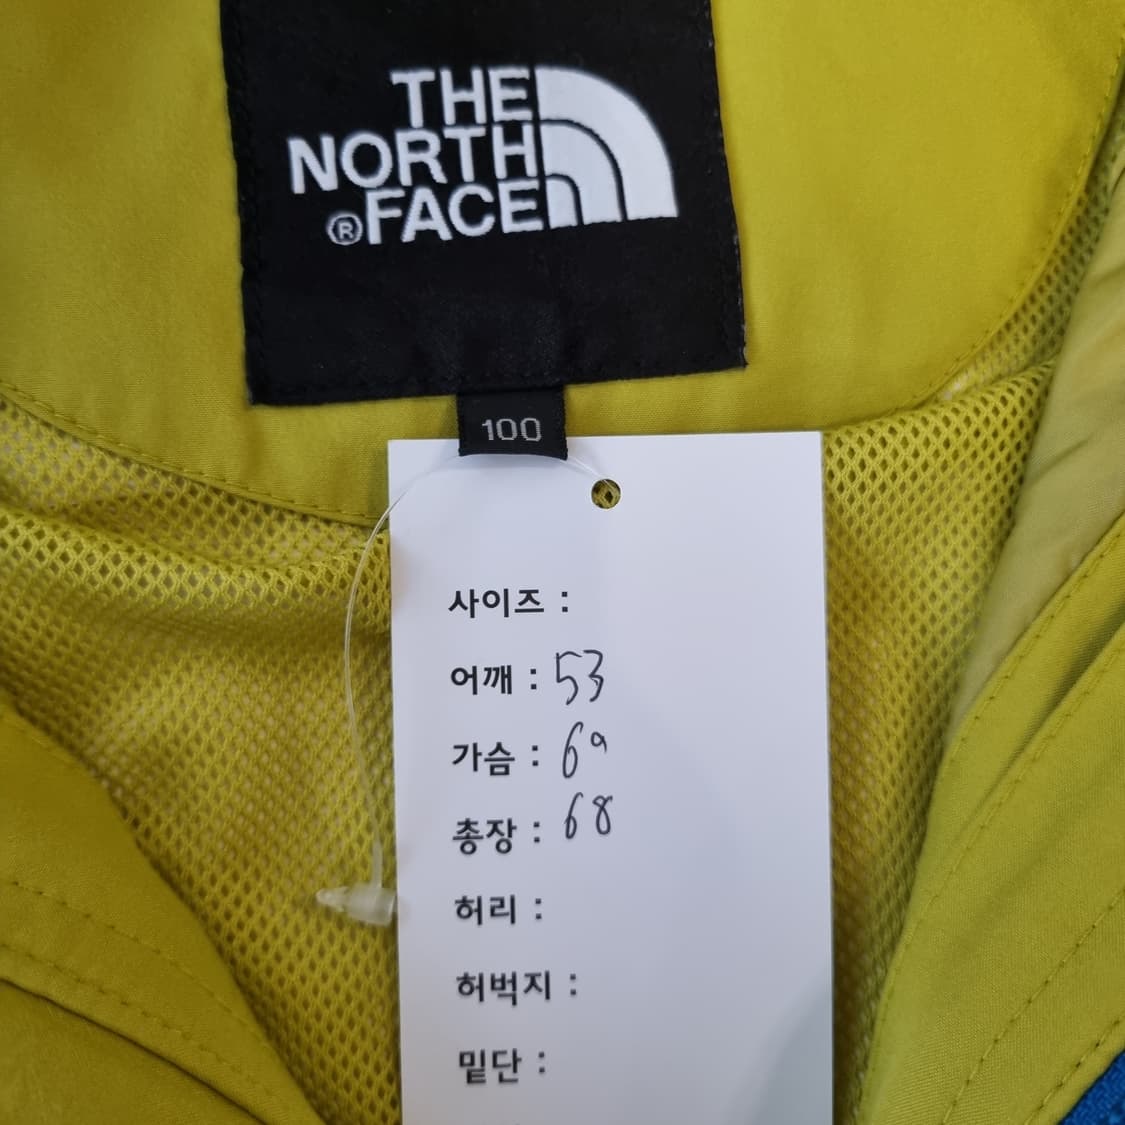 THE
NORTH
®FACE
100
사이즈 :
어깨 : 53
가슴 : 69
총장 : 68
허리 :
허벅지 :
밑단 :